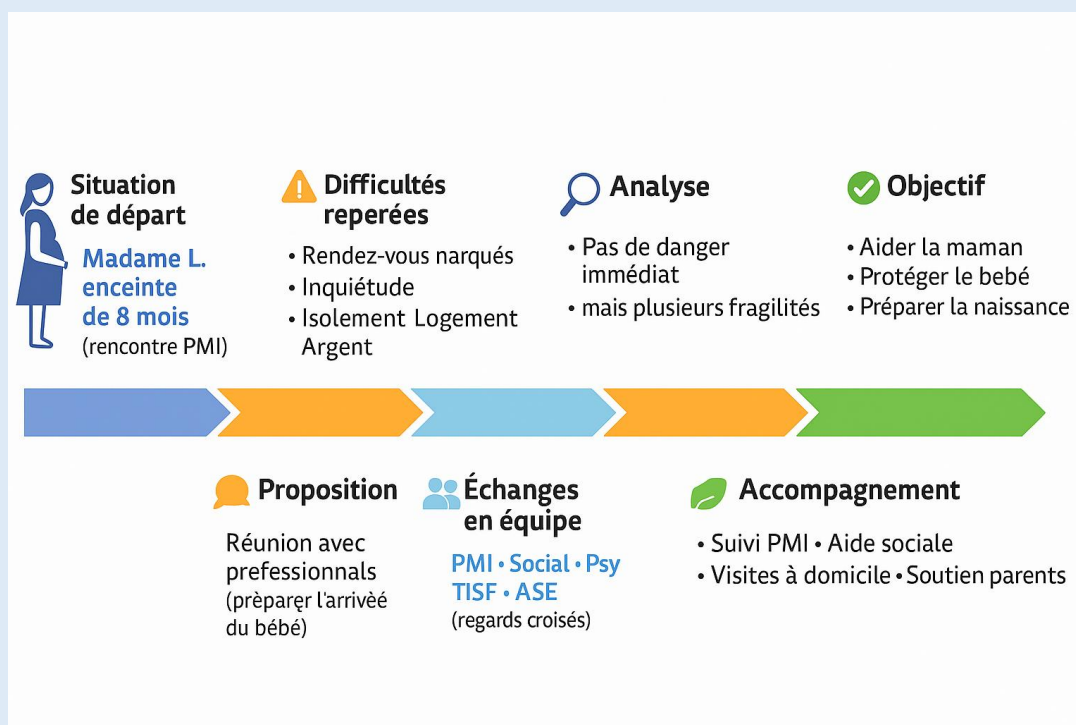 Situation
de départ
Madame L.
enceinte
de 8 mois
(rencontre PMI)
Difficultés
reperées
• Rendez-vous narqués
• Inquiétude
• Isolement Logement
Argent
Analyse
• Pas de danger
immédiat
• mais plusieurs fragilités
Objectif
• Aider la maman
• Protéger le bebé
• Préparer la naissance
Proposition
Réunion avec
prefessionnals
(prèparęr l'arrivèé
du bébé)
Échanges
en équipe
PMI • Social • Psy
TISF • ASE
(regards croisés)
Accompagnement
• Suivi PMI • Aide sociale
• Visites à domicile • Soutien parents